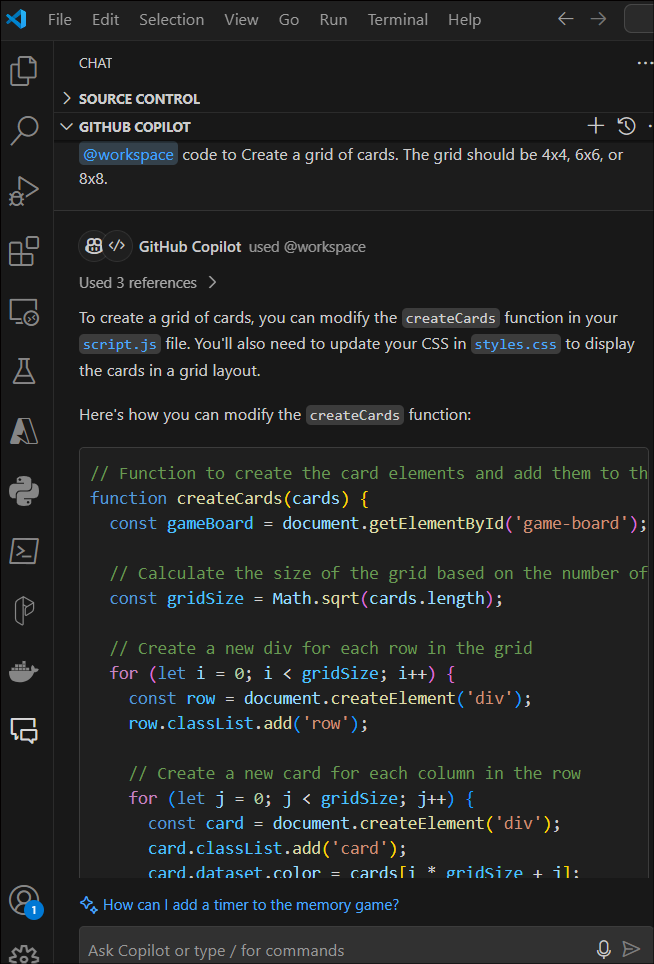 File Edit Selection View Go Run Terminal Help
CHAT
SOURCE CONTROL
GITHUB COPILOT
@workspace code to Create a grid of cards. The grid should be 4x4, 6x6, or
8x8.
GitHub Copilot used @workspace
Used 3 references
To create a grid of cards, you can modify the createCards function in your
script.js file. You'll also need to update your CSS in styles.css to display
the cards in a grid layout.
Here's how you can modify the createCards function:
// Function to create the card elements and add them to th
function createCards(cards) {
const gameBoard = document.getElementById('game-board');
// Calculate the size of the grid based on the number of
const gridSize = Math.sqrt(cards.length);
// Create a new div for each row in the grid
for (let i = 0; i < gridSize; i++) {
const row = document.createElement('div');
row.classList.add('row');
// Create a new card for each column in the row
for (let j = 0; j < gridSize; j++) {
const card = document.createElement('div');
card.classList.add('card');
card.dataset.color = cards[i * gridSize + j];
1
How can I add a timer to the memory game?
Ask Copilot or type / for commands